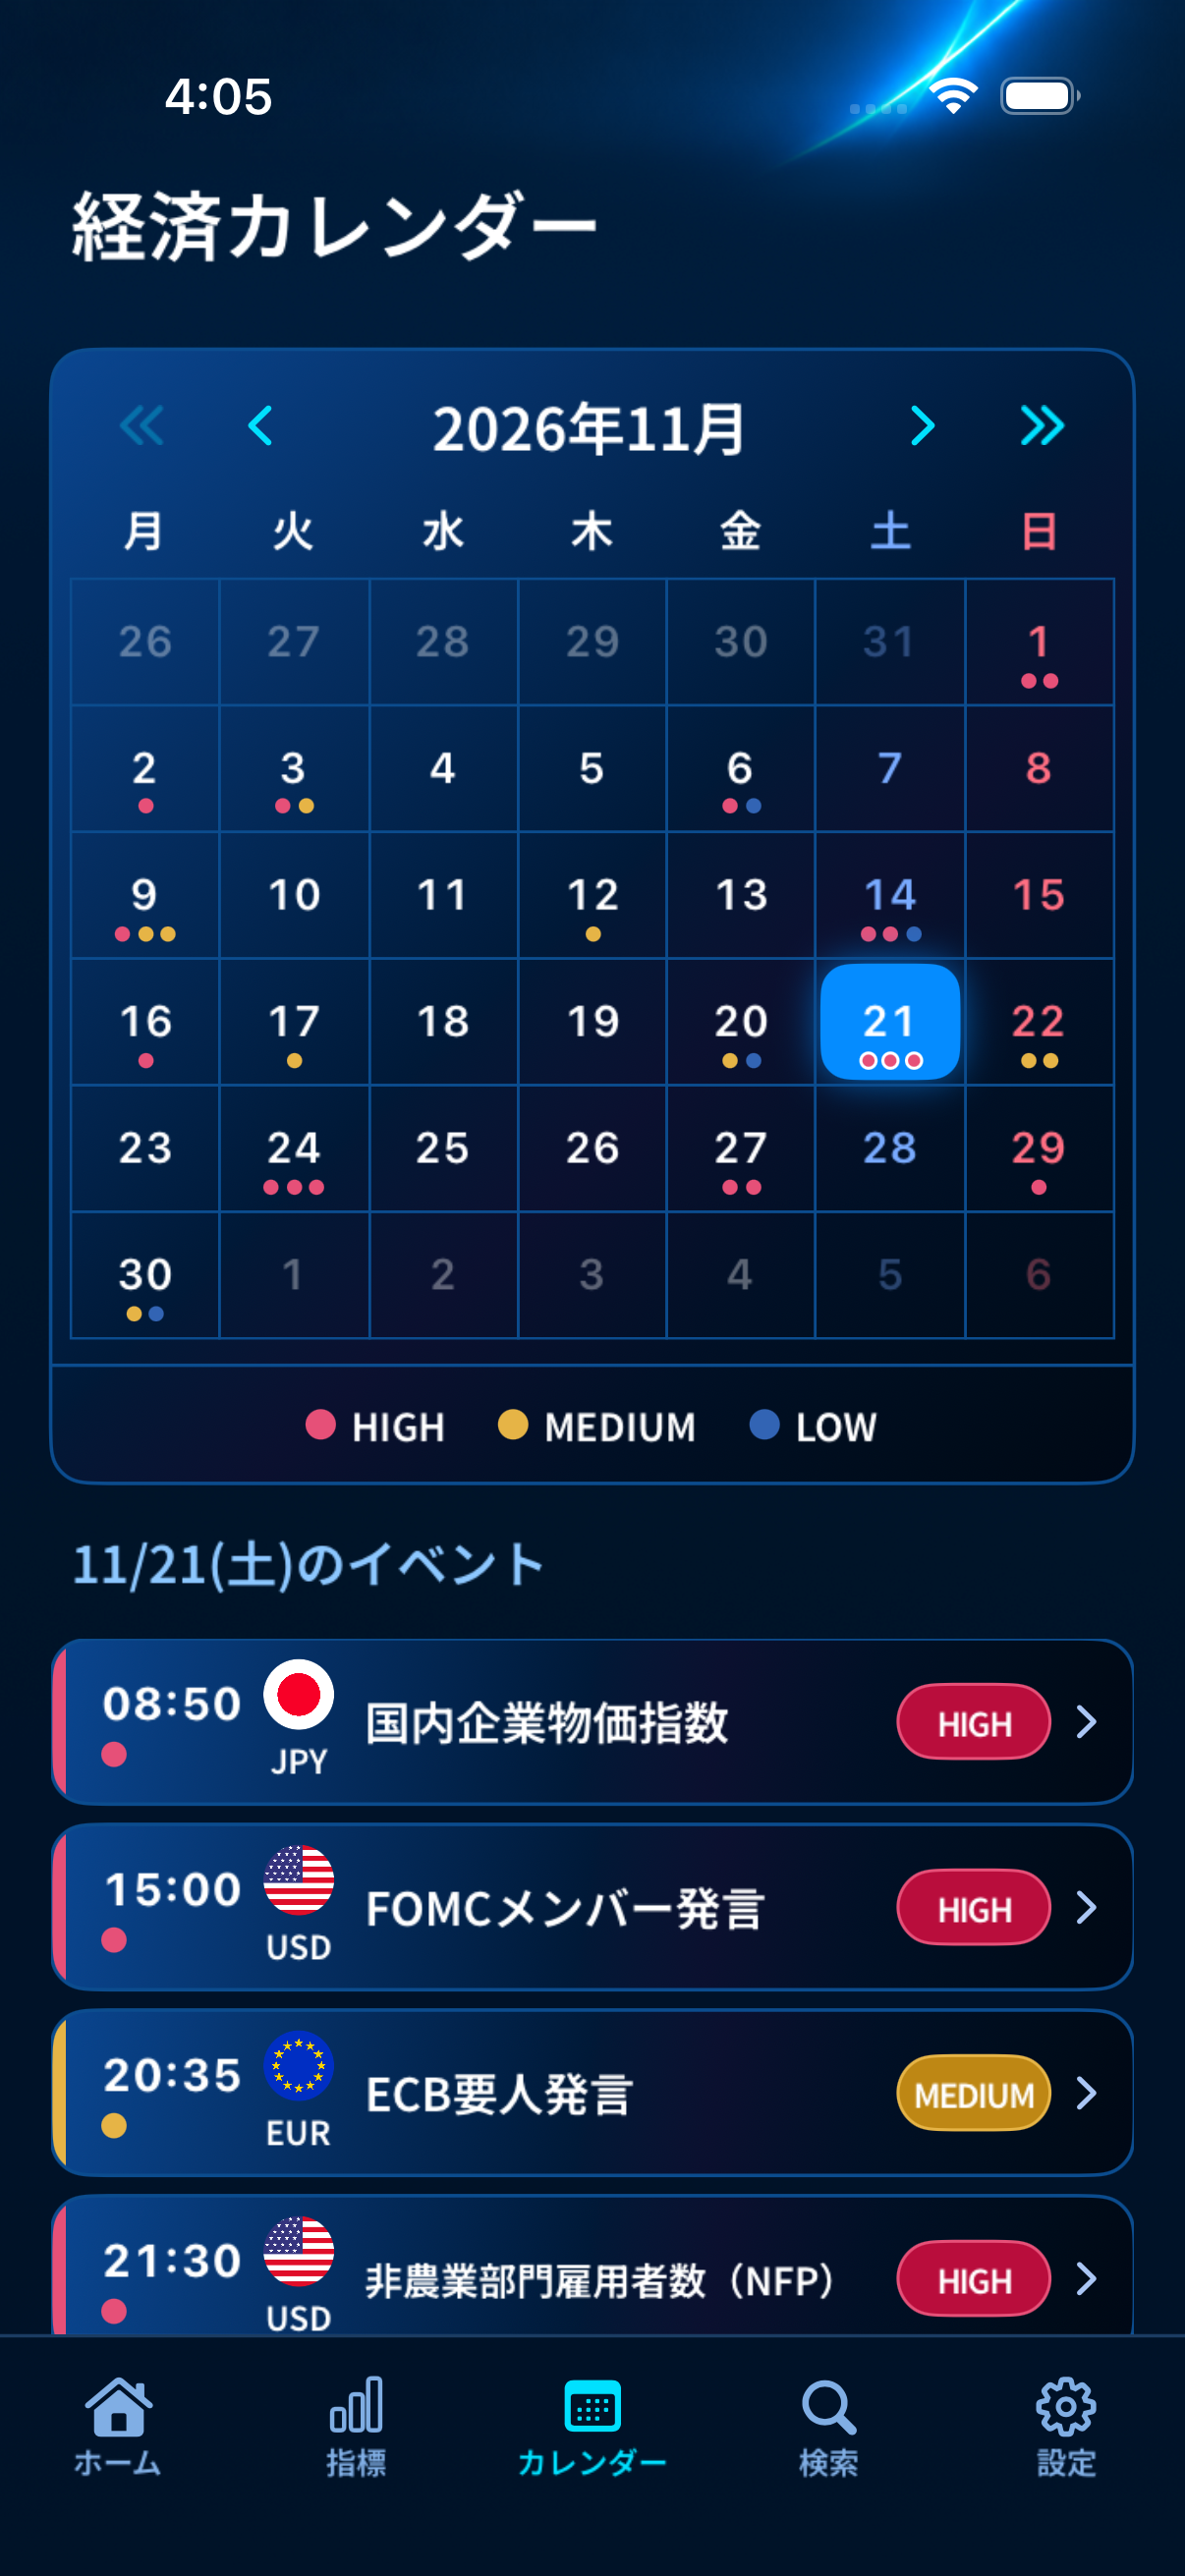 4:05
経済カレンダー
2026年11月
月 火 水 木 金 土 日
26 27 28 29 30 31 1
2 3 4 5 6 7 8
9 10 11 12 13 14 15
16 17 18 19 20 21 22
23 24 25 26 27 28 29
30 1 2 3 4 5 6
HIGH MEDIUM LOW
11/21(土)のイベント
08:50 JPY 国内企業物価指数 HIGH
15:00 USD FOMCメンバー発言 HIGH
20:35 EUR ECB要人発言 MEDIUM
21:30 USD 非農業部門雇用者数（NFP） HIGH
ホーム 指標 カレンダー 検索 設定